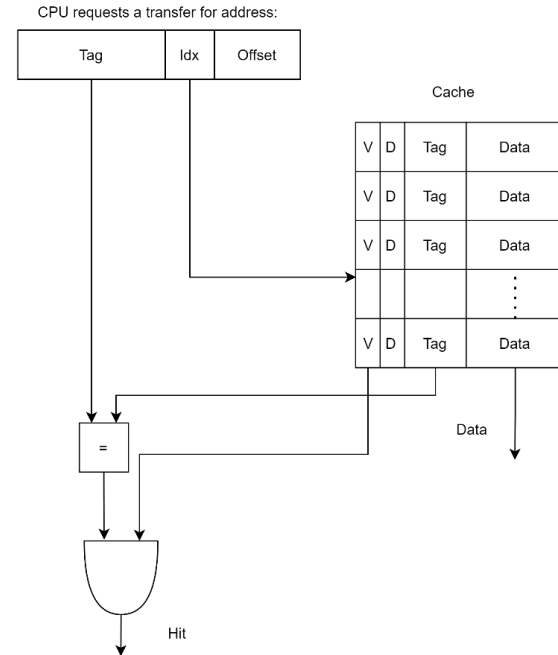 CPU requests a transfer for address:
Tag Idx Offset
Cache
V D Tag Data
V D Tag Data
V D Tag Data
V D Tag Data
Data
=
Hit